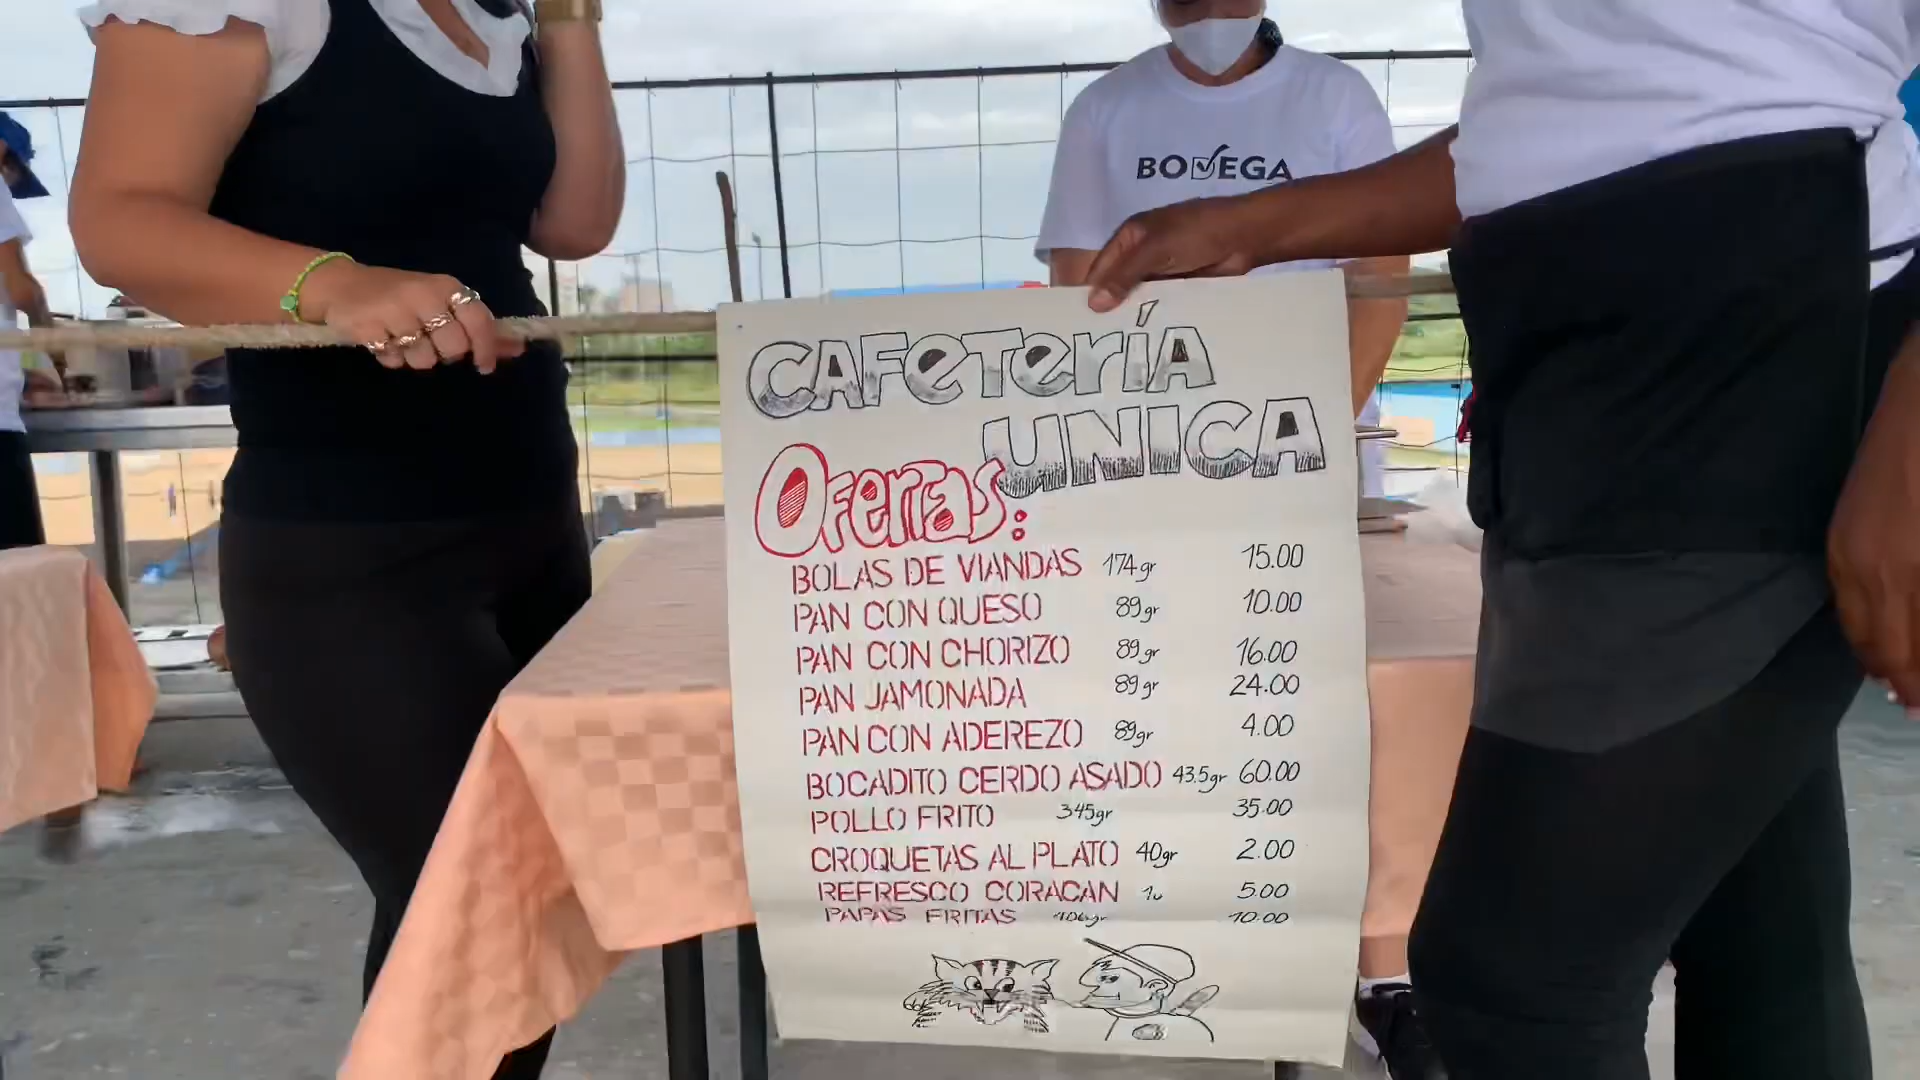 BODEGA
CAFETERÍA
UNICA
OFERTAS:
BOLAS DE VIANDAS 174gr 15.00
PAN CON QUESO 89gr 10.00
PAN CON CHORIZO 89gr 16.00
PAN JAMONADA 89gr 24.00
PAN CON ADEREZO 89gr 4.00
BOCADITO CERDO ASADO 43.5gr 60.00
POLLO FRITO 345gr 35.00
CROQUETAS AL PLATO 40gr 2.00
REFRESCO CORACAN 1u 5.00
PAPAS FRITAS 10.00